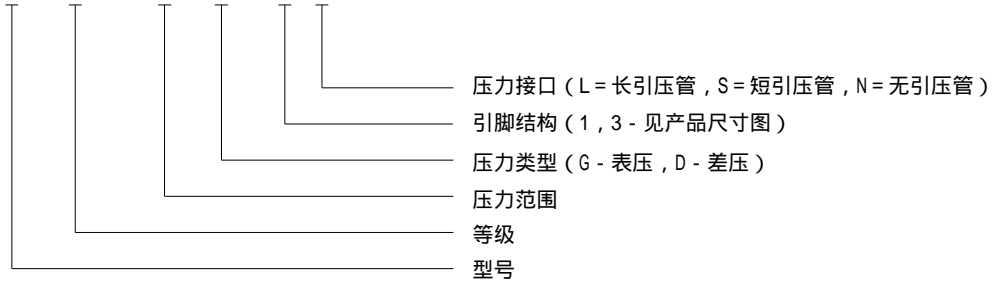 压力接口(L=长引压管,S=短引压管,N=无引压管)
引脚结构(1,3-见产品尺寸图)
压力类型(G-表压,D-差压)
压力范围
等级
型号